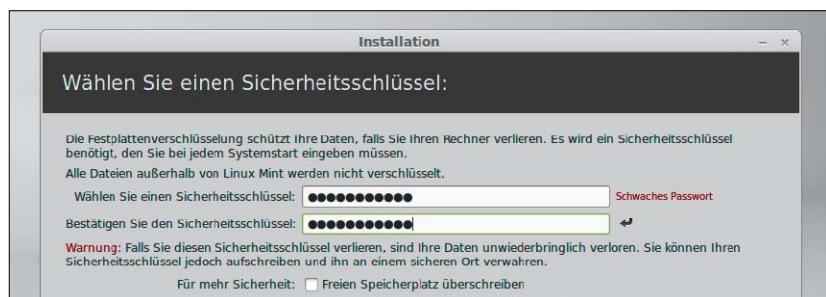 Installation
Wählen Sie einen Sicherheitsschlüssel:
Die Festplattenverschlüsselung schützt Ihre Daten, falls Sie Ihren Rechner verlieren. Es wird ein Sicherheitsschlüssel
benötigt, den Sie bei jedem Systemstart eingeben müssen.
Alle Dateien außerhalb von Linux Mint werden nicht verschlüsselt.
Wählen Sie einen Sicherheitsschlüssel: ●●●●●●●●●●● Schwaches Passwort
Bestätigen Sie den Sicherheitsschlüssel: ●●●●●●●●●●●
Warnung: Falls Sie diesen Sicherheitsschlüssel verlieren, sind Ihre Daten unwiederbringlich verloren. Sie können Ihren
Sicherheitsschlüssel jedoch aufschreiben und ihn an einem sicheren Ort verwahren.
Für mehr Sicherheit: Freien Speicherplatz überschreiben